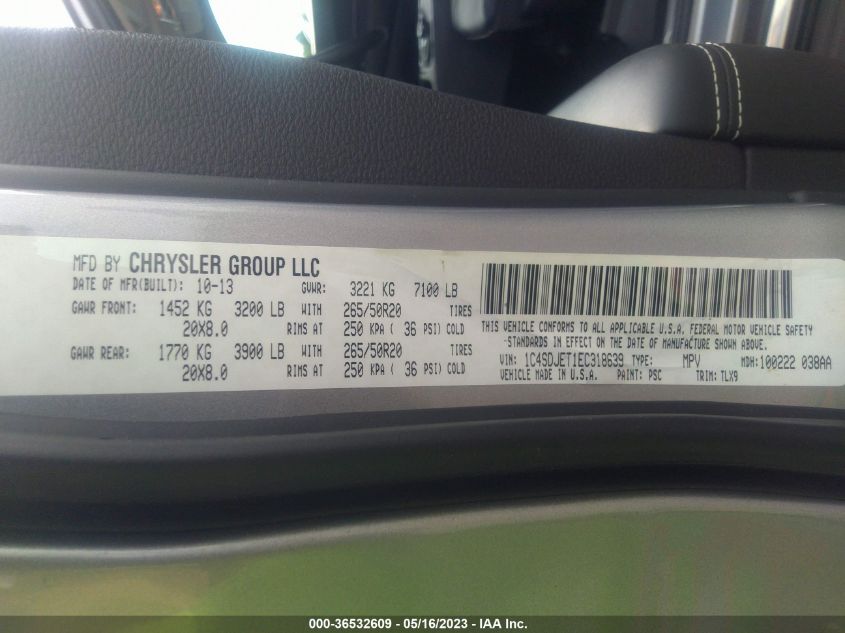 MFD BY CHRYSLER GROUP LLC
DATE OF MFR(BUILT): 10-13 GVWR: 3221 KG 7100 LB
GAWR FRONT: 1452 KG 3200 LB WITH 265/50R20 TIRES
20X8.0 RIMS AT 250 KPA ( 36 PSI) COLD
GAWR REAR: 1770 KG 3900 LB WITH 265/50R20 TIRES
20X8.0 RIMS AT 250 KPA ( 36 PSI) COLD
THIS VEHICLE CONFORMS TO ALL APPLICABLE U.S.A. FEDERAL MOTOR VEHICLE SAFETY
STANDARDS IN EFFECT ON THE DATE OF MANUFACTURE SHOWN ABOVE.
VIN: 1C4SDJET1EC318639 TYPE: MPV MDH:100222 038AA
VEHICLE MADE IN U.S.A. PAINT: PSC TRIM: TLX9
000-36532609 - 05/16/2023 - IAA Inc.